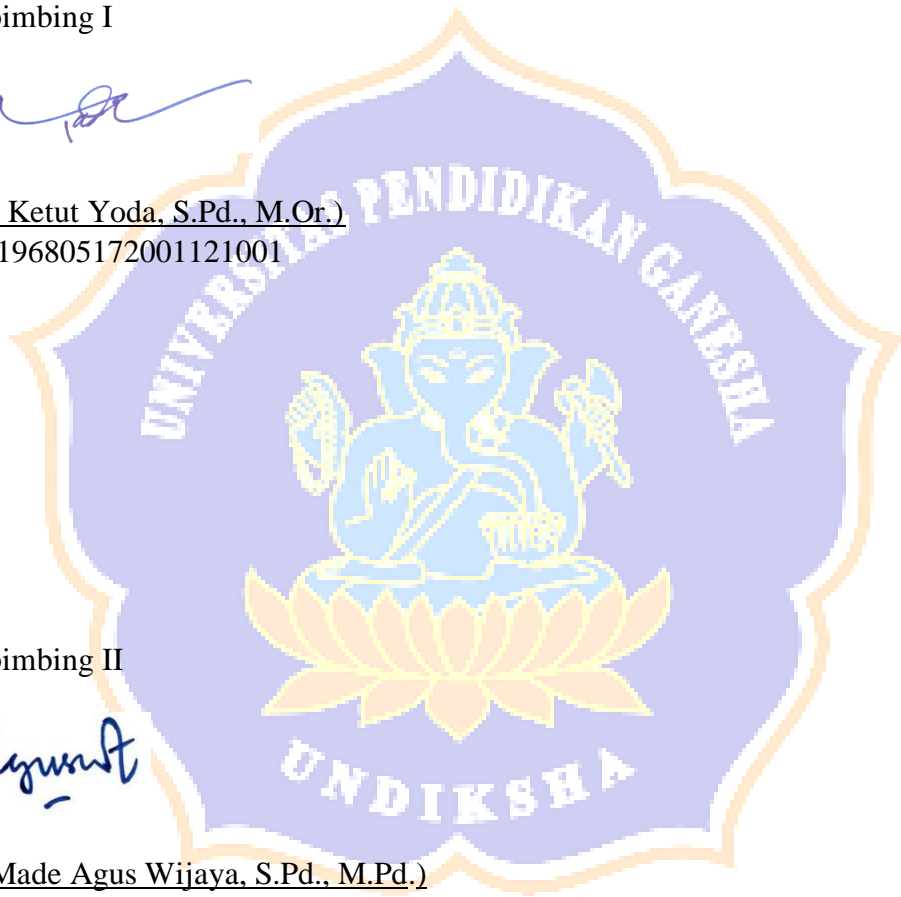 bimbing I
Ketut Yoda, S.Pd., M.Or.)
196805172001121001
UNIVERSITAS PENDIDIKAN GANESHA
bimbing II
Made Agus Wijaya, S.Pd., M.Pd.)
UNDIKSHA